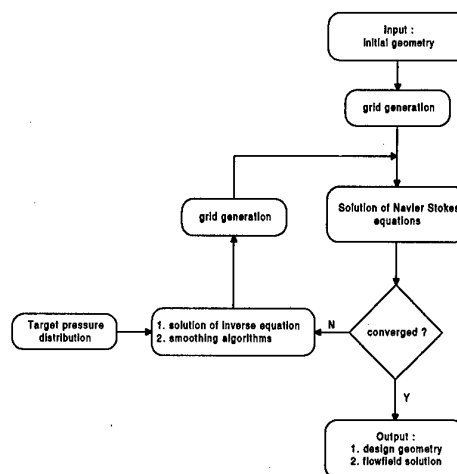 Input :
initial geometry
grid generation
grid generation
Solution of Navier Stokes
equations
Target pressure
distribution
1. solution of inverse equation
2. smoothing algorithms
N
converged ?
Y
Output :
1. design geometry
2. flowfield solution